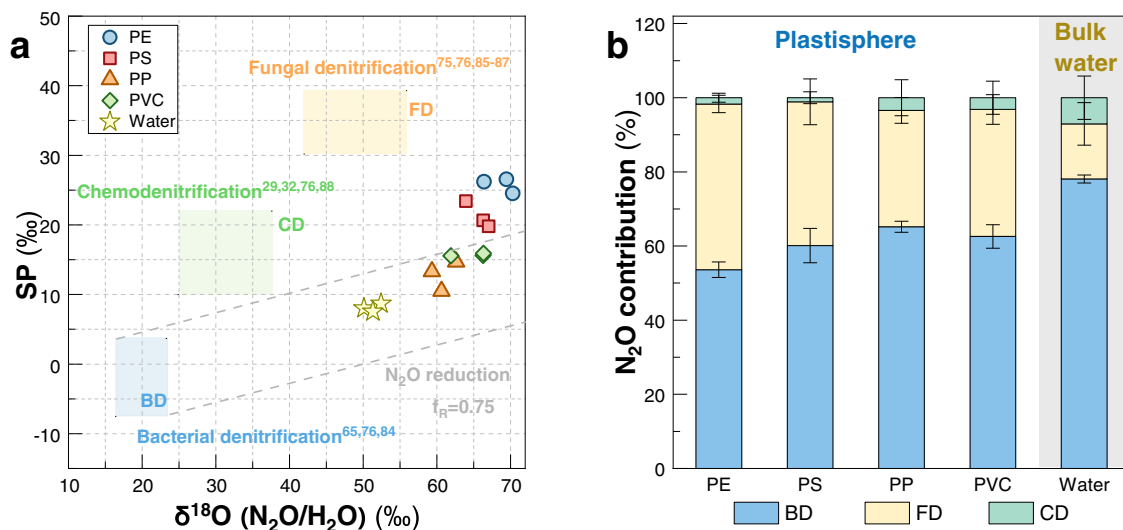 a
50
40
30
20
10
0
-10
SP (‰)
PE
PS
PP
PVC
Water
Fungal denitrification75,76,85-87
FD
Chemodenitrification29,32,76,88
CD
N2O reduction
fR=0.75
BD
Bacterial denitrification65,76,84
10 20 30 40 50 60 70
δ18O (N2O/H2O) (‰)
b
Plastisphere
Bulk
water
120
100
80
60
40
20
0
N2O contribution (%)
PE PS PP PVC Water
BD FD CD